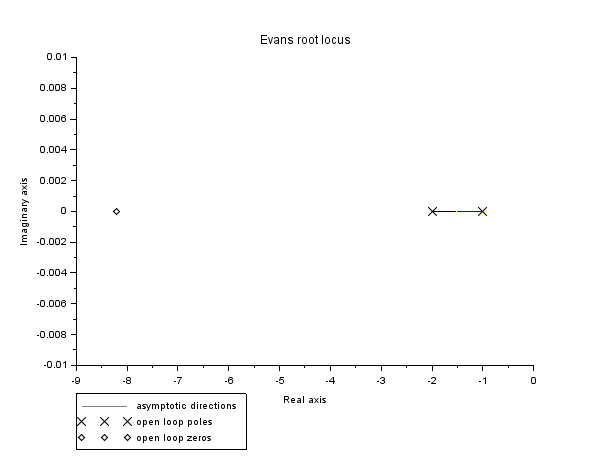 Evans root locus
0.01
0.008
0.006
0.004
0.002
0
-0.002
-0.004
-0.006
-0.008
-0.01
Imaginary axis
-9 -8 -7 -6 -5 -4 -3 -2 -1 0
Real axis
asymptotic directions
open loop poles
open loop zeros